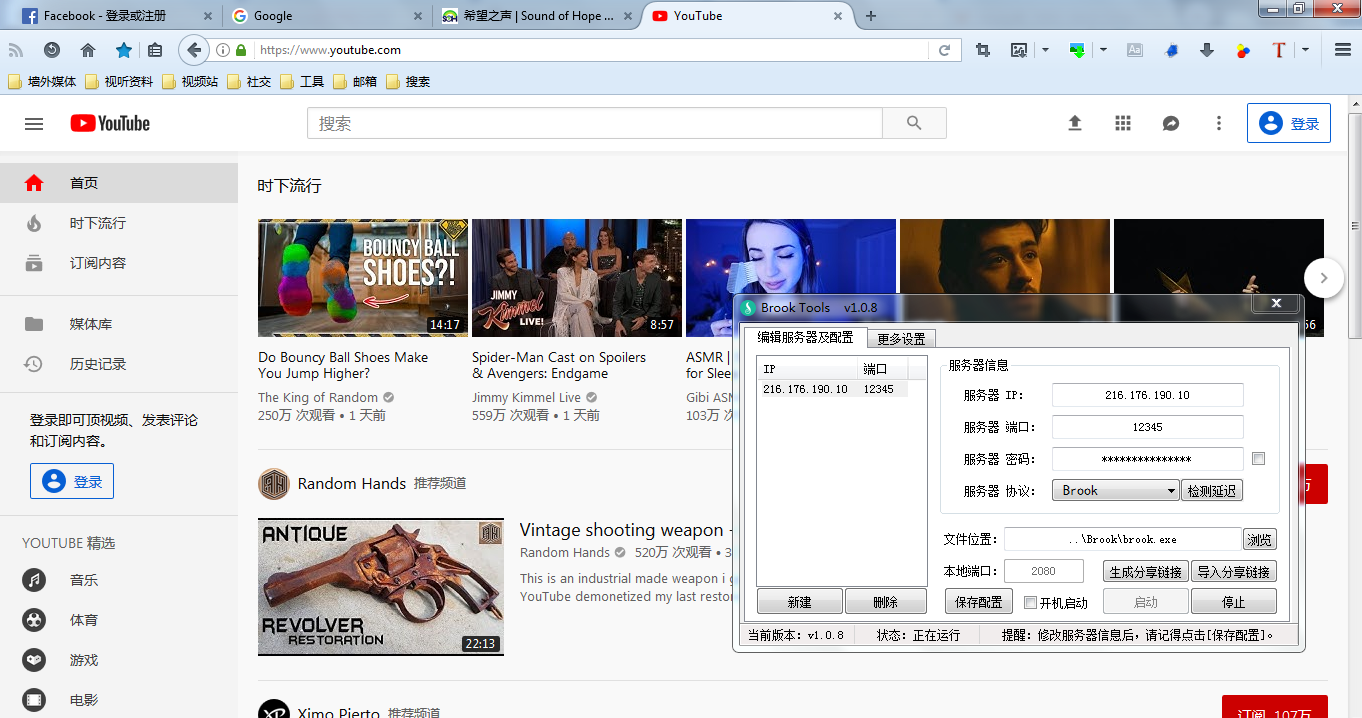 Facebook - 登录或注册
Google
希望之声 | Sound of Hope ...
YouTube
https://www.youtube.com
墙外媒体 视听资料 视频站 社交 工具 邮箱 搜索
YouTube
搜索
登录
首页
时下流行
订阅内容
媒体库
历史记录
登录即可顶视频、发表评论
和订阅内容。
登录
YOUTUBE 精选
音乐
体育
游戏
电影
时下流行
BOUNCY BALL
SHOES?!
14:17
Do Bouncy Ball Shoes Make
You Jump Higher?
The King of Random
250万 次观看 • 1 天前
JIMMY
Kimmel
LIVE!
8:57
Spider-Man Cast on Spoilers
& Avengers: Endgame
Jimmy Kimmel Live
559万 次观看 • 1 天前
ASMR |
for Slee
Gibi ASM
103万 次
56
Random Hands 推荐频道
万
ANTIQUE
REVOLVER
RESTORATION
22:13
Vintage shooting weapon -
Random Hands
520万 次观看 • 3
This is an industrial made weapon i g
YouTube demonetized my last resto
XP
Ximo Pierto 推荐频道
订阅 107万
Brook Tools v1.0.8
编辑服务器及配置 更多设置
IP 端口
216.176.190.10 12345
服务器信息
服务器 IP: 216.176.190.10
服务器 端口: 12345
服务器 密码: ***************
服务器 协议: Brook 检测延迟
文件位置: ..\Brook\brook.exe 浏览
本地端口: 2080 生成分享链接 导入分享链接
新建 删除 保存配置 开机启动 启动 停止
当前版本: v1.0.8 状态: 正在运行 提醒: 修改服务器信息后, 请记得点击[保存配置]。